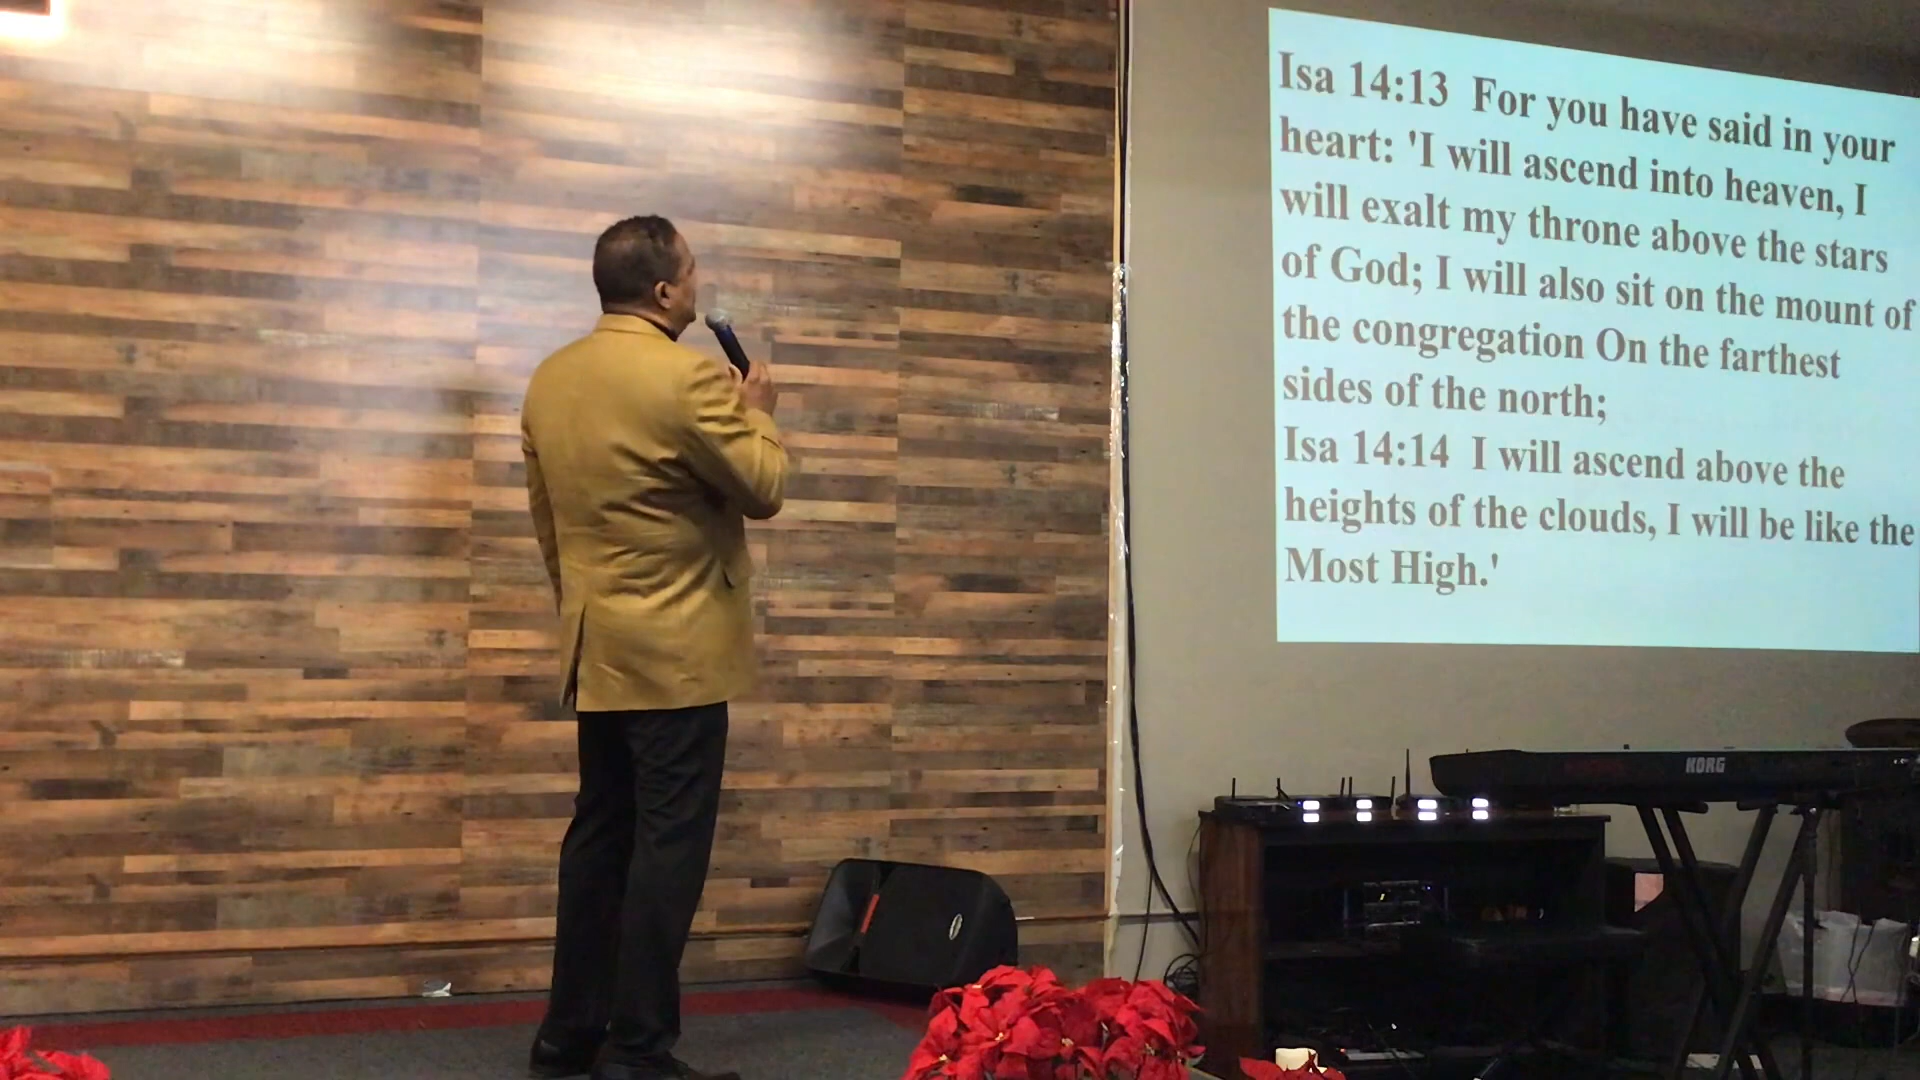 Isa 14:13  For you have said in your
heart: 'I will ascend into heaven, I
will exalt my throne above the stars
of God; I will also sit on the mount of
the congregation On the farthest
sides of the north;
Isa 14:14  I will ascend above the
heights of the clouds, I will be like the
Most High.'
KORG